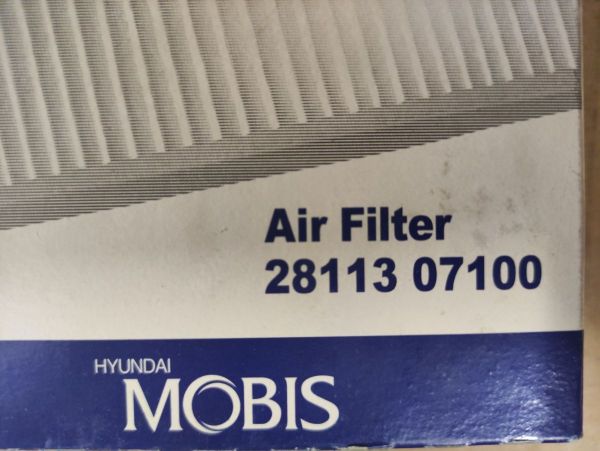 Air Filter
28113 07100
HYUNDAI
MOBIS